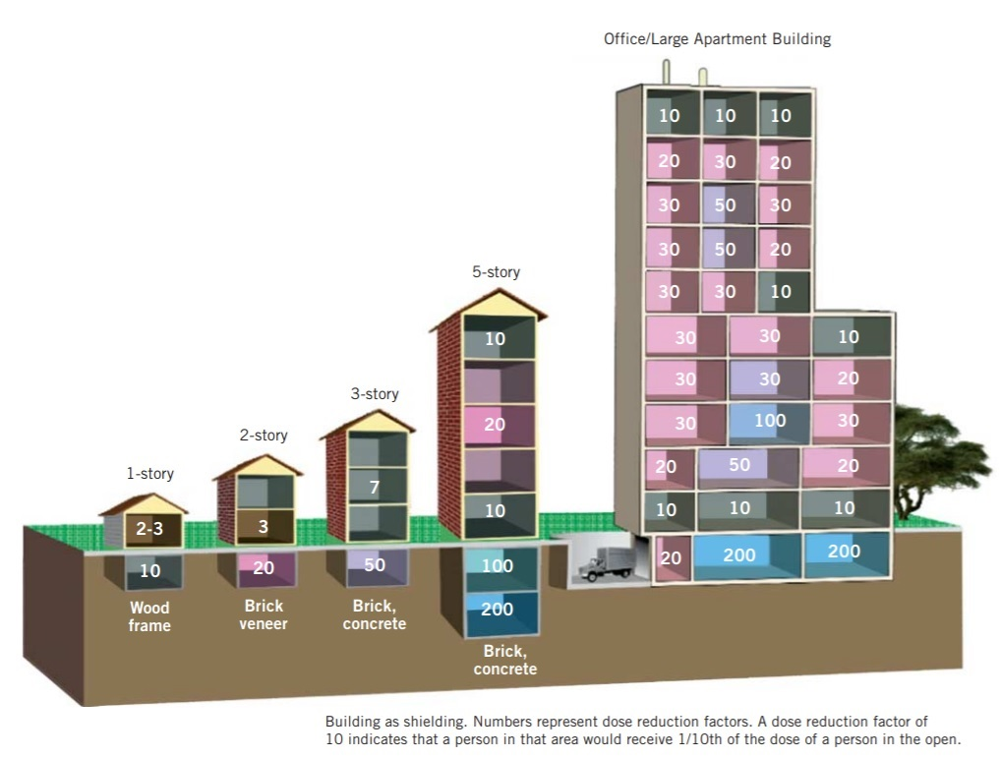 Office/Large Apartment Building
10 10 10
20 30 20
30 50 30
30 50 20
30 30 10
30 30 10
30 30 20
30 100 30
20 50 20
10 10 10
20 200 200
5-story
10
20
10
100
200
Brick,
concrete
3-story
7
50
Brick,
concrete
2-story
3
20
Brick
veneer
1-story
2-3
10
Wood
frame
Building as shielding. Numbers represent dose reduction factors. A dose reduction factor of
10 indicates that a person in that area would receive 1/10th of the dose of a person in the open.